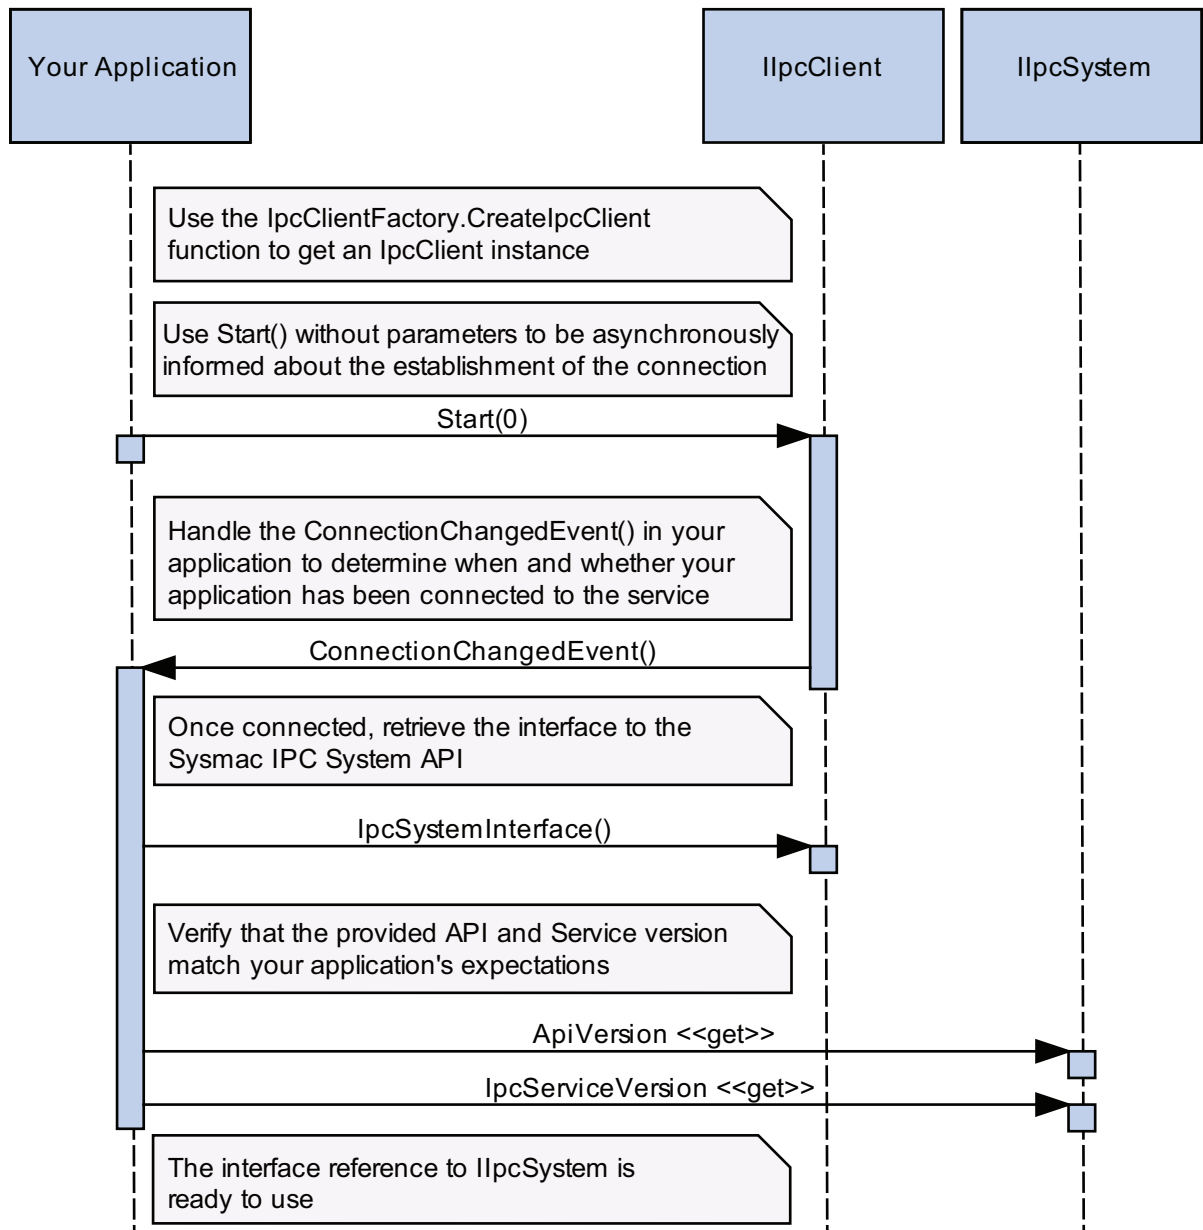 Your Application
IIpcClient
IIpcSystem
Use the IpcClientFactory.CreateIpcClient
function to get an IpcClient instance
Use Start() without parameters to be asynchronously
informed about the establishment of the connection
Start(0)
Handle the ConnectionChangedEvent() in your
application to determine when and whether your
application has been connected to the service
ConnectionChangedEvent()
Once connected, retrieve the interface to the
Sysmac IPC System API
IpcSystemInterface()
Verify that the provided API and Service version
match your application's expectations
ApiVersion <<get>>
IpcServiceVersion <<get>>
The interface reference to IIpcSystem is
ready to use